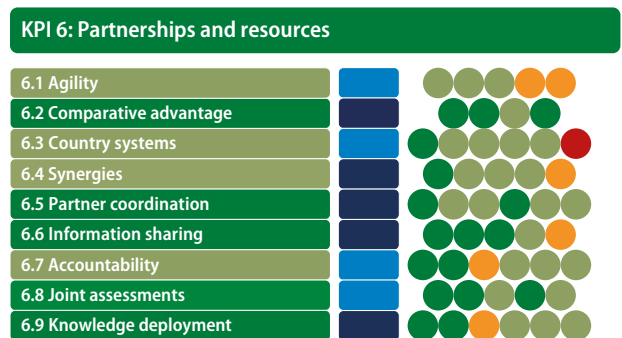 KPI 6: Partnerships and resources
6.1 Agility
6.2 Comparative advantage
6.3 Country systems
6.4 Synergies
6.5 Partner coordination
6.6 Information sharing
6.7 Accountability
6.8 Joint assessments
6.9 Knowledge deployment